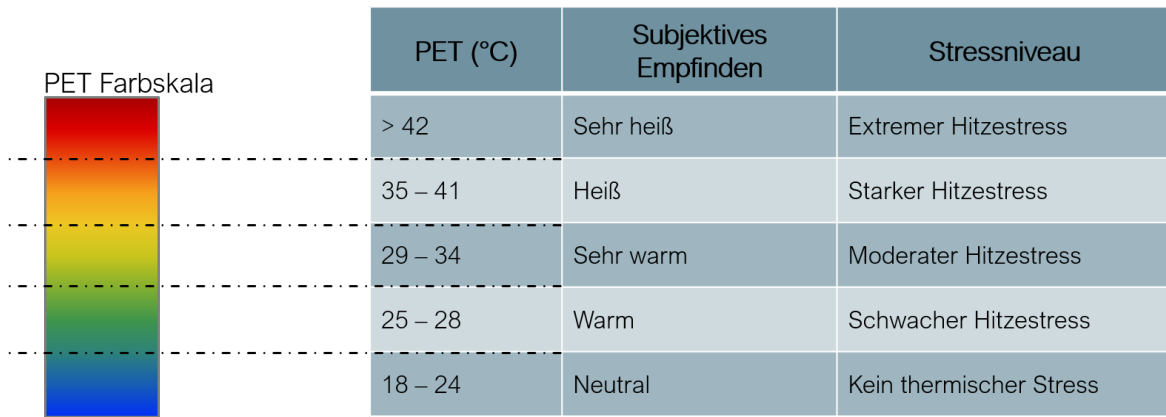 PET Farbskala
PET (°C) Subjektives Empfinden Stressniveau
> 42 Sehr heiß Extremer Hitzestress
35 – 41 Heiß Starker Hitzestress
29 – 34 Sehr warm Moderater Hitzestress
25 – 28 Warm Schwacher Hitzestress
18 – 24 Neutral Kein thermischer Stress